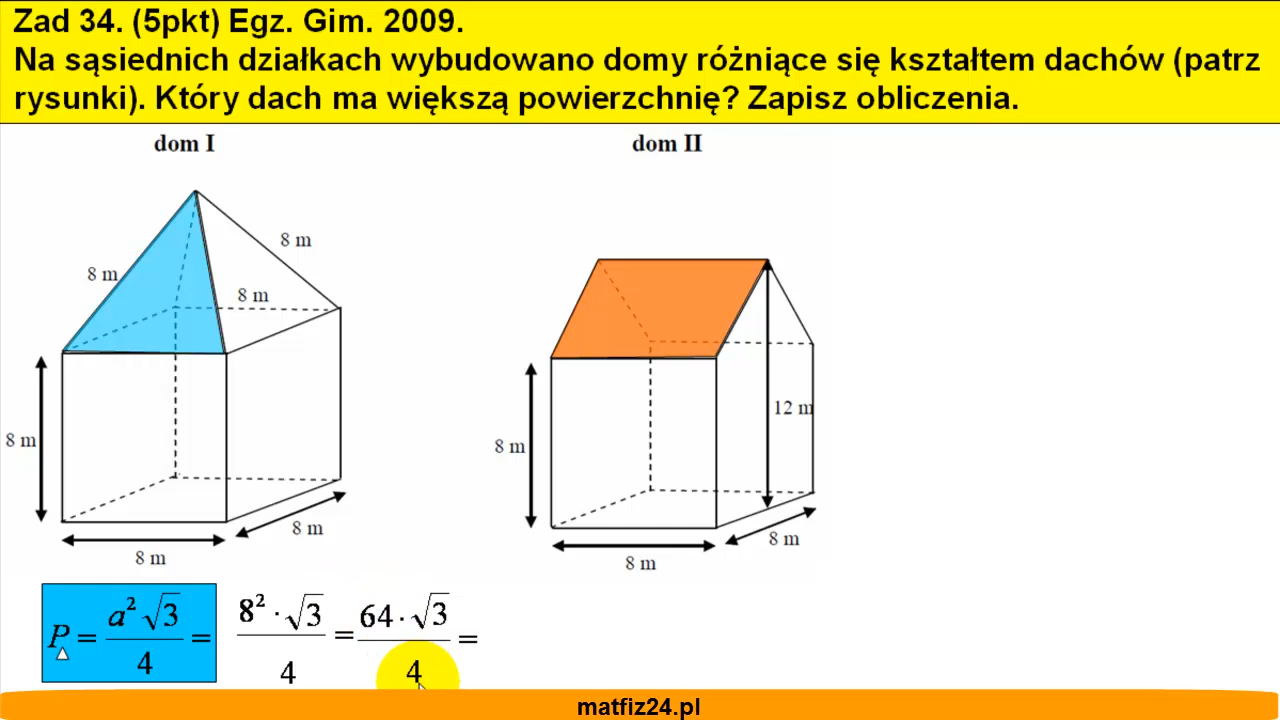 Zad 34. (5pkt) Egz. Gim. 2009.
Na sąsiednich działkach wybudowano domy różniące się kształtem dachów (patrz
rysunki). Który dach ma większą powierzchnię? Zapisz obliczenia.
dom I
dom II
8 m
8 m
8 m
8 m
8 m
8 m
8 m
12 m
8 m
8 m
P△ = a²√3/4 = 8²·√3/4 = 64·√3/4 =
matfiz24.pl